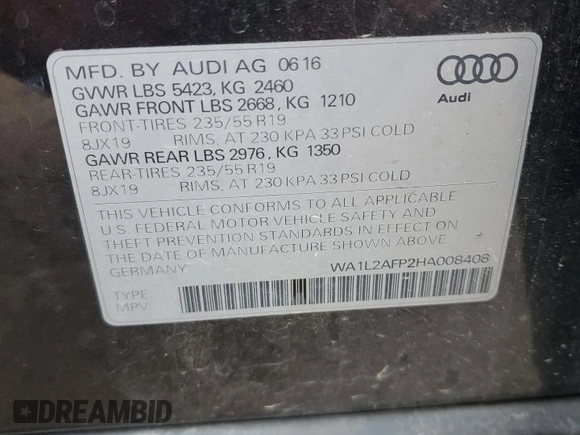 MFD. BY AUDI AG 06 16
GVWR LBS 5423, KG 2460
GAWR FRONT LBS 2668, KG 1210
FRONT-TIRES 235/55 R19
8JX19 RIMS, AT 230 KPA 33 PSI COLD
GAWR REAR LBS 2976, KG 1350
REAR-TIRES 235/55 R19
8JX19 RIMS, AT 230 KPA 33 PSI COLD
Audi
THIS VEHICLE CONFORMS TO ALL APPLICABLE
U.S. FEDERAL MOTOR VEHICLE SAFETY AND
THEFT PREVENTION STANDARDS IN EFFECT ON
THE DATE OF MANUFACTURE SHOWN ABOVE.
GERMANY WA1L2AFP2HA008408
TYPE
MPV
DREAMBID